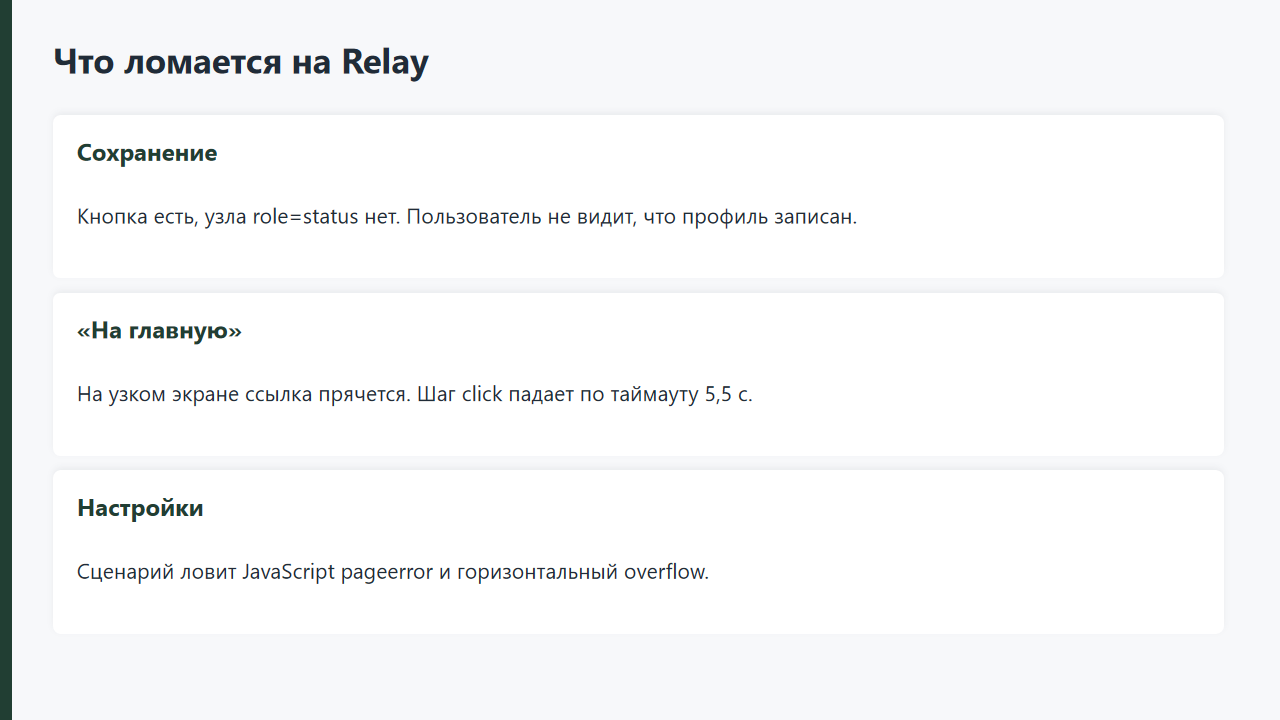 Что ломается на Relay
Сохранение
Кнопка есть, узла role=status нет. Пользователь не видит, что профиль записан.
«На главную»
На узком экране ссылка прячется. Шаг click падает по таймауту 5,5 с.
Настройки
Сценарий ловит JavaScript pageerror и горизонтальный overflow.